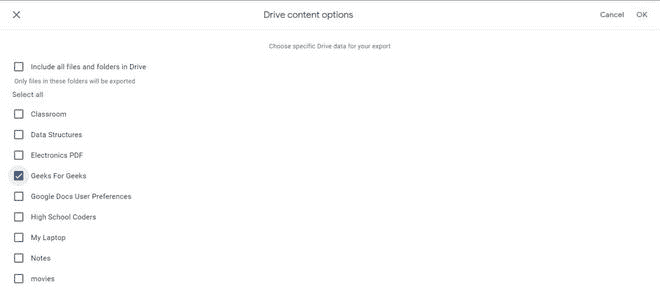 Drive content options
Cancel OK
Choose specific Drive data for your export
Include all files and folders in Drive
Only files in these folders will be exported
Select all
Classroom
Data Structures
Electronics PDF
Geeks For Geeks
Google Docs User Preferences
High School Coders
My Laptop
Notes
movies